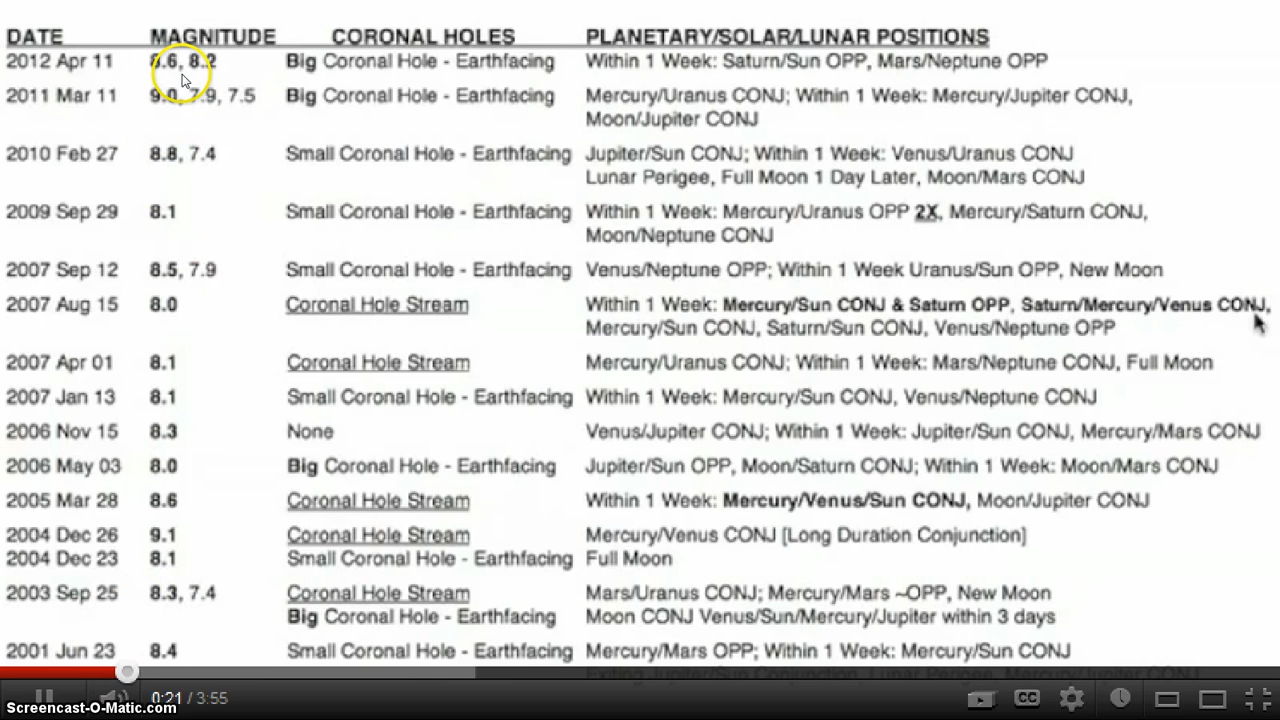 DATE MAGNITUDE CORONAL HOLES PLANETARY/SOLAR/LUNAR POSITIONS
2012 Apr 11 8.6, 8.2 Big Coronal Hole - Earthfacing Within 1 Week: Saturn/Sun OPP, Mars/Neptune OPP
2011 Mar 11 9.0, 7.9, 7.5 Big Coronal Hole - Earthfacing Mercury/Uranus CONJ; Within 1 Week: Mercury/Jupiter CONJ,
Moon/Jupiter CONJ
2010 Feb 27 8.8, 7.4 Small Coronal Hole - Earthfacing Jupiter/Sun CONJ; Within 1 Week: Venus/Uranus CONJ
Lunar Perigee, Full Moon 1 Day Later, Moon/Mars CONJ
2009 Sep 29 8.1 Small Coronal Hole - Earthfacing Within 1 Week: Mercury/Uranus OPP 2X, Mercury/Saturn CONJ,
Moon/Neptune CONJ
2007 Sep 12 8.5, 7.9 Small Coronal Hole - Earthfacing Venus/Neptune OPP; Within 1 Week Uranus/Sun OPP, New Moon
2007 Aug 15 8.0 Coronal Hole Stream Within 1 Week: Mercury/Sun CONJ & Saturn OPP, Saturn/Mercury/Venus CONJ,
Mercury/Sun CONJ, Saturn/Sun CONJ, Venus/Neptune OPP
2007 Apr 01 8.1 Coronal Hole Stream Mercury/Uranus CONJ; Within 1 Week: Mars/Neptune CONJ, Full Moon
2007 Jan 13 8.1 Small Coronal Hole - Earthfacing Within 1 Week: Mercury/Sun CONJ, Venus/Neptune CONJ
2006 Nov 15 8.3 None Venus/Jupiter CONJ; Within 1 Week: Jupiter/Sun CONJ, Mercury/Mars CONJ
2006 May 03 8.0 Big Coronal Hole - Earthfacing Jupiter/Sun OPP, Moon/Saturn CONJ; Within 1 Week: Moon/Mars CONJ
2005 Mar 28 8.6 Coronal Hole Stream Within 1 Week: Mercury/Venus/Sun CONJ, Moon/Jupiter CONJ
2004 Dec 26 9.1 Coronal Hole Stream Mercury/Venus CONJ [Long Duration Conjunction]
2004 Dec 23 8.1 Small Coronal Hole - Earthfacing Full Moon
2003 Sep 25 8.3, 7.4 Coronal Hole Stream Mars/Uranus CONJ; Mercury/Mars ~OPP, New Moon
Big Coronal Hole - Earthfacing Moon CONJ Venus/Sun/Mercury/Jupiter within 3 days
2001 Jun 23 8.4 Small Coronal Hole - Earthfacing Mercury/Mars OPP; Within 1 Week: Mercury/Sun CONJ
Exiting Jupiter/Sun Conjunction, Lunar Perigee, Moon/Mercury CONJ
0:21 / 3:55 CC
Screencast-O-Matic.com